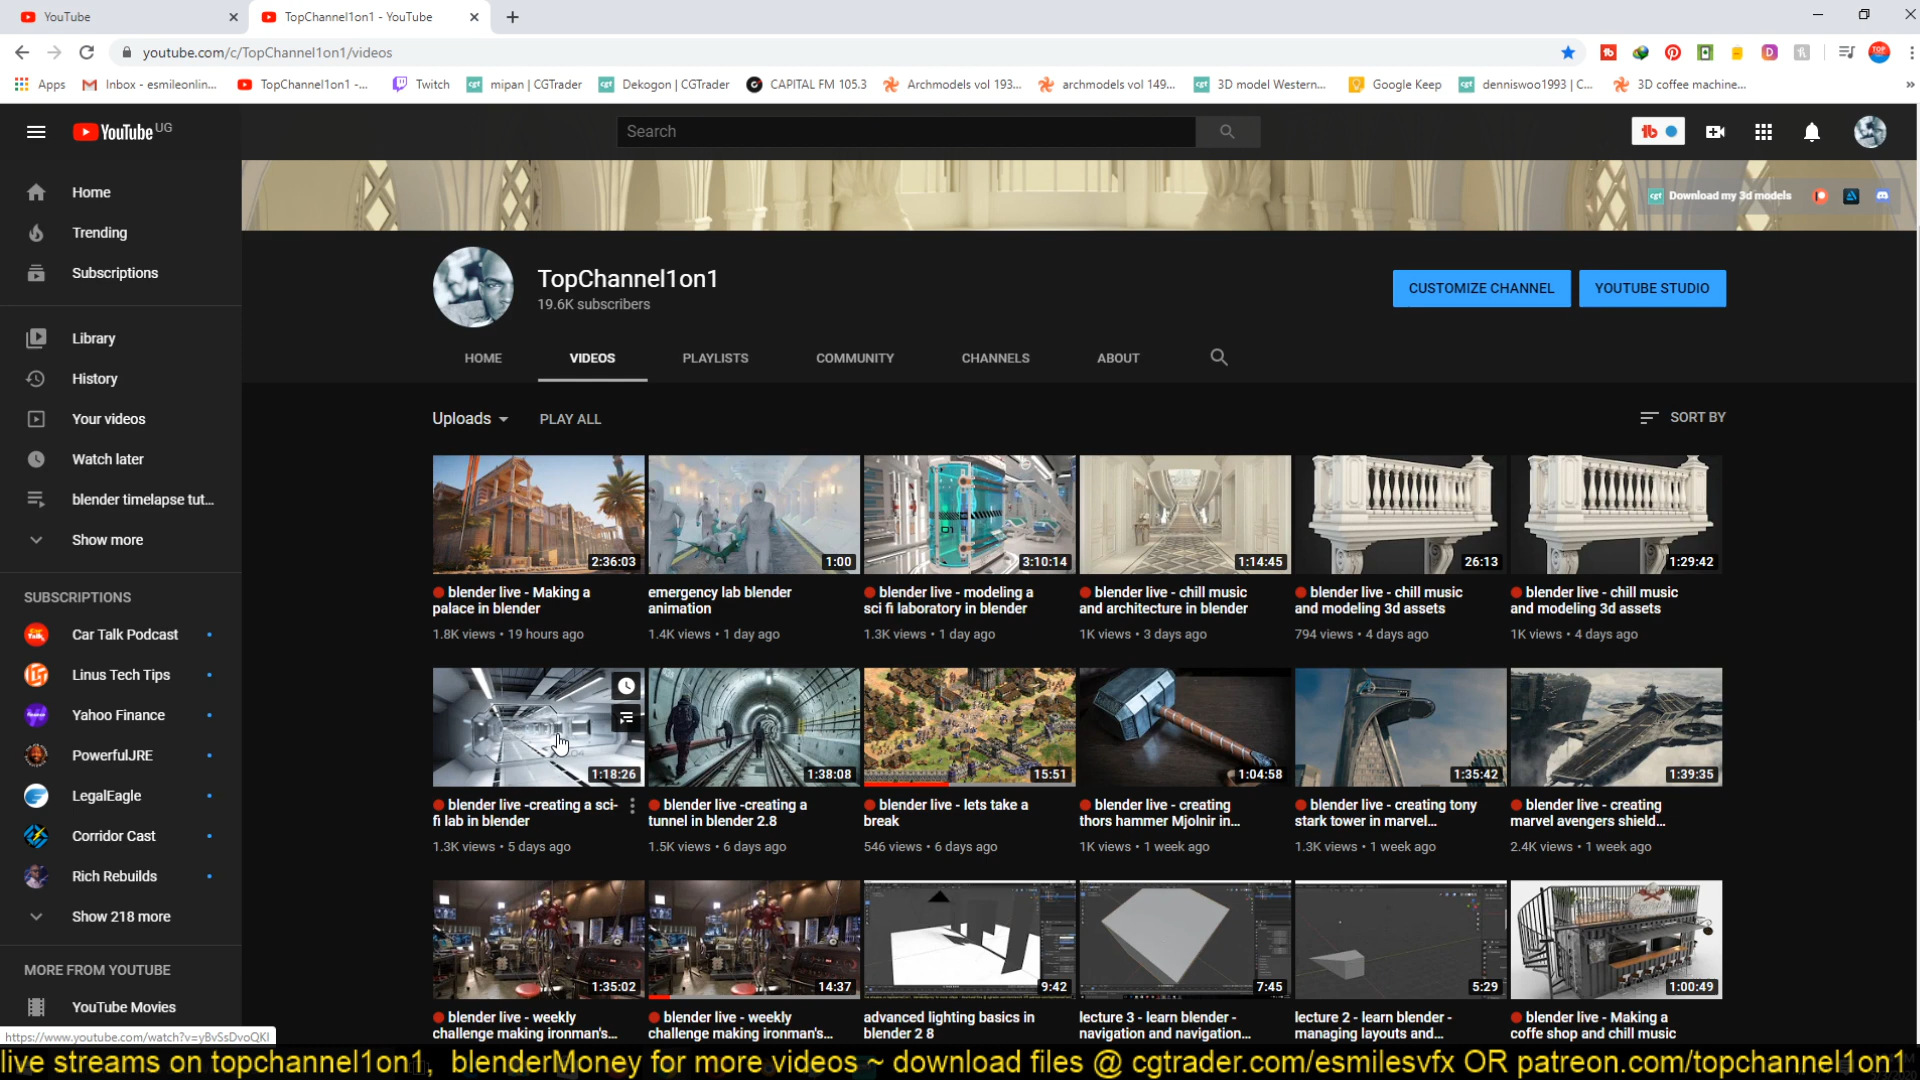 YouTube
TopChannel1on1 - YouTube
youtube.com/c/TopChannel1on1/videos
Apps
Inbox - esmileonlin...
TopChannel1on1 -...
Twitch
mipan | CGTrader
Dekogon | CGTrader
CAPITAL FM 105.3
Archmodels vol 193...
archmodels vol 149...
3D model Western...
Google Keep
denniswoo1993 | C...
3D coffee machine...
YouTube UG
Search
Home
Trending
Subscriptions
Library
History
Your videos
Watch later
blender timelapse tut...
Show more
SUBSCRIPTIONS
Car Talk Podcast
Linus Tech Tips
Yahoo Finance
PowerfulJRE
LegalEagle
Corridor Cast
Rich Rebuilds
Show 218 more
MORE FROM YOUTUBE
YouTube Movies
https://www.youtube.com/watch?v=yBvSsDvoQKI
Download my 3d models
TopChannel1on1
19.6K subscribers
CUSTOMIZE CHANNEL
YOUTUBE STUDIO
HOME
VIDEOS
PLAYLISTS
COMMUNITY
CHANNELS
ABOUT
Uploads
PLAY ALL
SORT BY
2:36:03
blender live - Making a
palace in blender
1.8K views • 19 hours ago
1:00
emergency lab blender
animation
1.4K views • 1 day ago
3:10:14
blender live - modeling a
sci fi laboratory in blender
1.3K views • 1 day ago
1:14:45
blender live - chill music
and architecture in blender
1K views • 3 days ago
26:13
blender live - chill music
and modeling 3d assets
794 views • 4 days ago
1:29:42
blender live - chill music
and modeling 3d assets
1K views • 4 days ago
1:18:26
blender live -creating a sci-
fi lab in blender
1.3K views • 5 days ago
1:38:08
blender live -creating a
tunnel in blender 2.8
1.5K views • 6 days ago
15:51
blender live - lets take a
break
546 views • 6 days ago
1:04:58
blender live - creating
thors hammer Mjolnir in...
1K views • 1 week ago
1:35:42
blender live - creating tony
stark tower in marvel...
1.3K views • 1 week ago
1:39:35
blender live - creating
marvel avengers shield...
2.4K views • 1 week ago
1:35:02
blender live - weekly
challenge making ironman's...
14:37
blender live - weekly
challenge making ironman's...
9:42
advanced lighting basics in
blender 2 8
7:45
lecture 3 - learn blender -
navigation and navigation...
5:29
lecture 2 - learn blender -
managing layouts and...
1:00:49
blender live - Making a
coffe shop and chill music
live streams on topchannel1on1, blenderMoney for more videos ~ download files @ cgtrader.com/esmilesvfx OR patreon.com/topchannel1on1